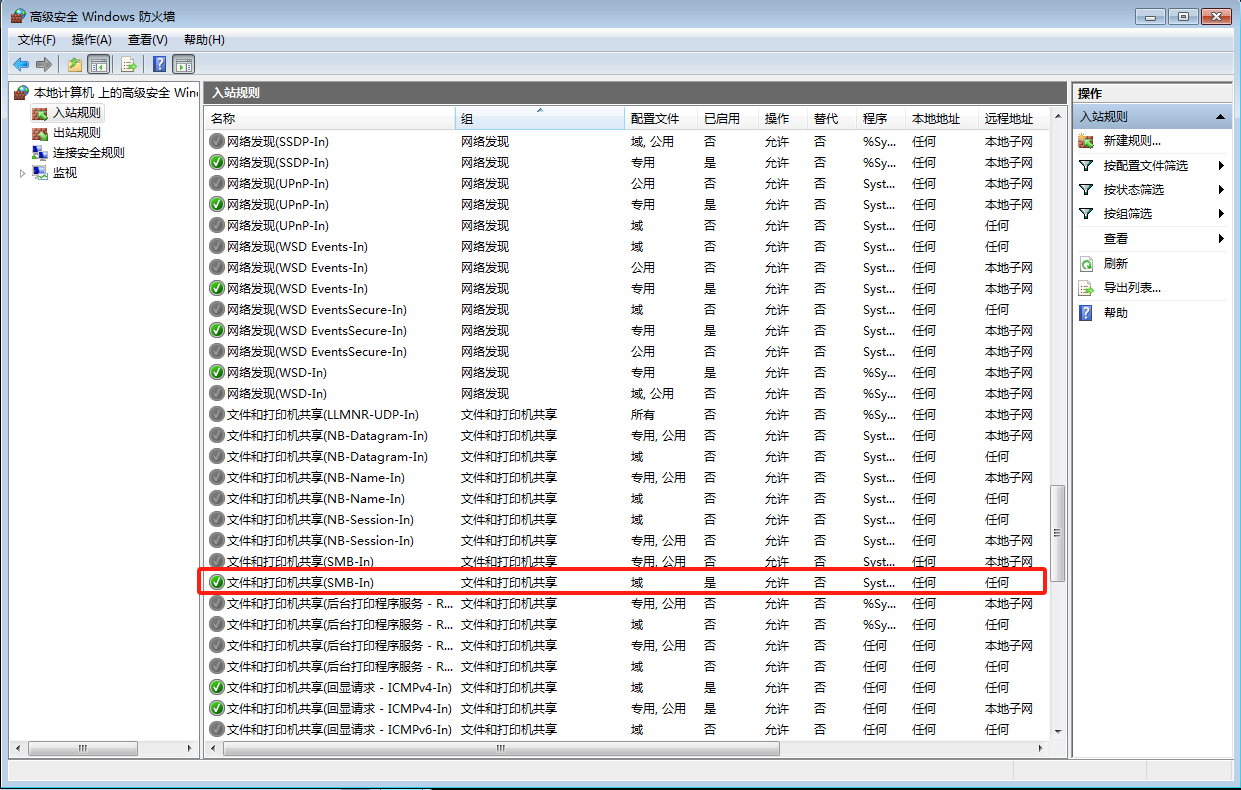 高级安全 Windows 防火墙
文件(F) 操作(A) 查看(V) 帮助(H)
本地计算机 上的高级安全 Win
入站规则
出站规则
连接安全规则
监视
入站规则
名称 组 配置文件 已启用 操作 替代 程序 本地地址 远程地址
网络发现(SSDP-In) 网络发现 域, 公用 否 允许 否 %Sy... 任何 本地子网
网络发现(SSDP-In) 网络发现 专用 是 允许 否 %Sy... 任何 本地子网
网络发现(UPnP-In) 网络发现 公用 否 允许 否 Syst... 任何 本地子网
网络发现(UPnP-In) 网络发现 专用 是 允许 否 Syst... 任何 本地子网
网络发现(UPnP-In) 网络发现 域 否 允许 否 Syst... 任何 任何
网络发现(WSD Events-In) 网络发现 域 否 允许 否 Syst... 任何 任何
网络发现(WSD Events-In) 网络发现 公用 否 允许 否 Syst... 任何 本地子网
网络发现(WSD Events-In) 网络发现 专用 是 允许 否 Syst... 任何 本地子网
网络发现(WSD EventsSecure-In) 网络发现 域 否 允许 否 Syst... 任何 任何
网络发现(WSD EventsSecure-In) 网络发现 专用 是 允许 否 Syst... 任何 本地子网
网络发现(WSD EventsSecure-In) 网络发现 公用 否 允许 否 Syst... 任何 本地子网
网络发现(WSD-In) 网络发现 专用 是 允许 否 %Sy... 任何 本地子网
网络发现(WSD-In) 网络发现 域, 公用 否 允许 否 %Sy... 任何 本地子网
文件和打印机共享(LLMNR-UDP-In) 文件和打印机共享 所有 否 允许 否 %Sy... 任何 本地子网
文件和打印机共享(NB-Datagram-In) 文件和打印机共享 专用, 公用 否 允许 否 Syst... 任何 本地子网
文件和打印机共享(NB-Datagram-In) 文件和打印机共享 域 否 允许 否 Syst... 任何 任何
文件和打印机共享(NB-Name-In) 文件和打印机共享 专用, 公用 否 允许 否 Syst... 任何 本地子网
文件和打印机共享(NB-Name-In) 文件和打印机共享 域 否 允许 否 Syst... 任何 任何
文件和打印机共享(NB-Session-In) 文件和打印机共享 域 否 允许 否 Syst... 任何 任何
文件和打印机共享(NB-Session-In) 文件和打印机共享 专用, 公用 否 允许 否 Syst... 任何 本地子网
文件和打印机共享(SMB-In) 文件和打印机共享 专用, 公用 否 允许 否 Syst... 任何 本地子网
文件和打印机共享(SMB-In) 文件和打印机共享 域 是 允许 否 Syst... 任何 任何
文件和打印机共享(后台打印程序服务 - R... 文件和打印机共享 专用, 公用 否 允许 否 %Sy... 任何 本地子网
文件和打印机共享(后台打印程序服务 - R... 文件和打印机共享 域 否 允许 否 %Sy... 任何 任何
文件和打印机共享(后台打印程序服务 - R... 文件和打印机共享 专用, 公用 否 允许 否 任何 任何 本地子网
文件和打印机共享(后台打印程序服务 - R... 文件和打印机共享 域 否 允许 否 任何 任何 任何
文件和打印机共享(回显请求 - ICMPv4-In) 文件和打印机共享 域 是 允许 否 任何 任何 任何
文件和打印机共享(回显请求 - ICMPv4-In) 文件和打印机共享 专用, 公用 是 允许 否 任何 任何 本地子网
文件和打印机共享(回显请求 - ICMPv6-In) 文件和打印机共享 域 否 允许 否 任何 任何 任何
操作
入站规则
新建规则...
按配置文件筛选
按状态筛选
按组筛选
查看
刷新
导出列表...
帮助